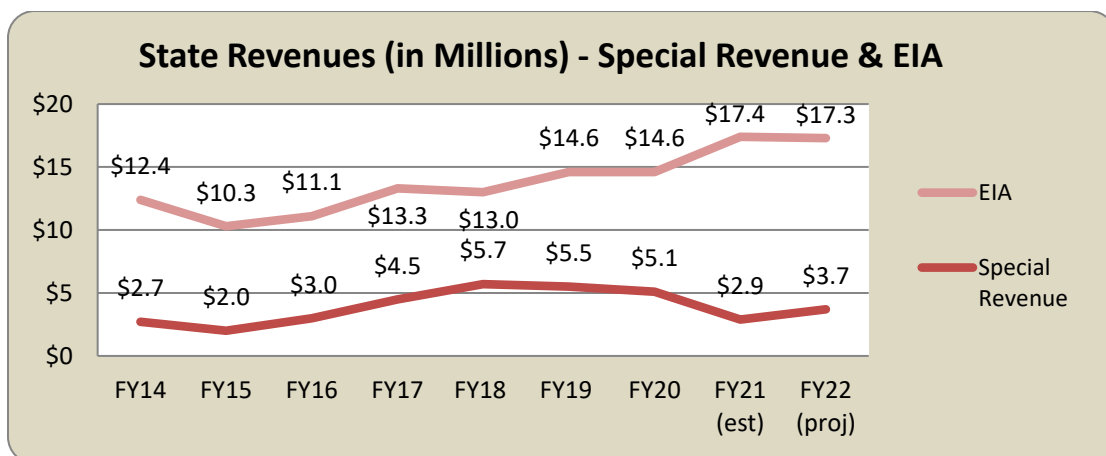 State Revenues (in Millions) - Special Revenue & EIA
$20
$15
$10
$5
$0
$12.4
$10.3
$11.1
$13.3
$13.0
$14.6
$14.6
$17.4
$17.3
$2.7
$2.0
$3.0
$4.5
$5.7
$5.5
$5.1
$2.9
$3.7
FY14
FY15
FY16
FY17
FY18
FY19
FY20
FY21
(est)
FY22
(proj)
EIA
Special
Revenue